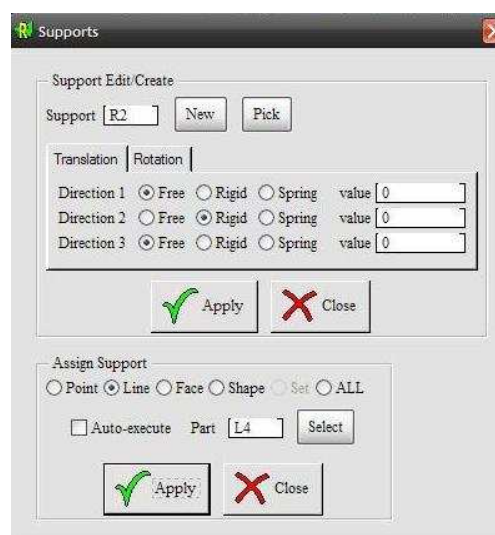 Supports
Support Edit/Create
Support R2 New Pick
Translation Rotation
Direction 1 Free Rigid Spring value 0
Direction 2 Free Rigid Spring value 0
Direction 3 Free Rigid Spring value 0
Apply Close
Assign Support
Point Line Face Shape Set ALL
Auto-execute Part L4 Select
Apply Close